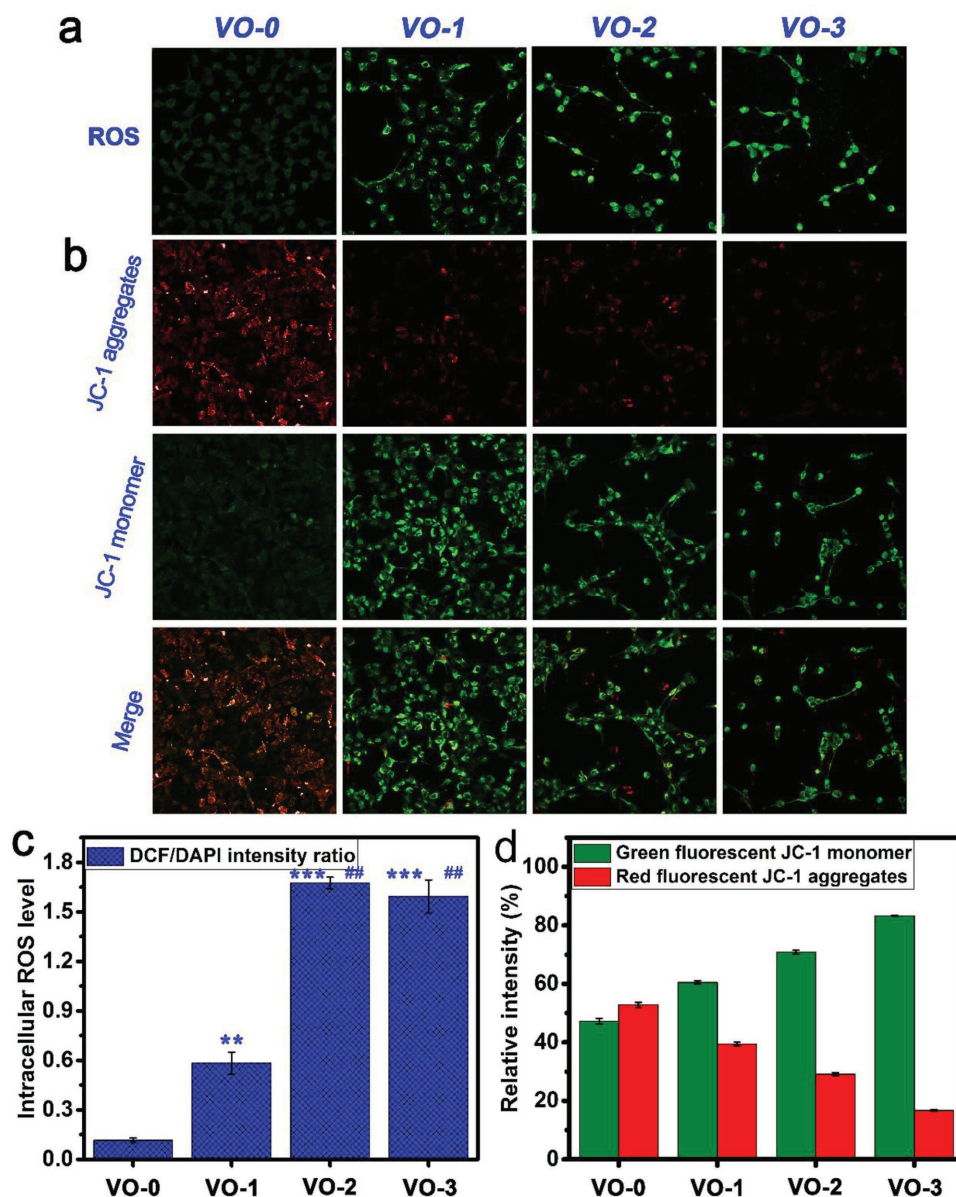 a
VO-0 VO-1 VO-2 VO-3
ROS
b
JC-1 aggregates
JC-1 monomer
Merge
c
DCF/DAPI intensity ratio
Intracellular ROS level
1.8
1.5
1.2
0.9
0.6
0.3
0.0
**
*** ##
*** ##
VO-0 VO-1 VO-2 VO-3
d
Green fluorescent JC-1 monomer
Red fluorescent JC-1 aggregates
Relative intensity (%)
100
80
60
40
20
0
VO-0 VO-1 VO-2 VO-3